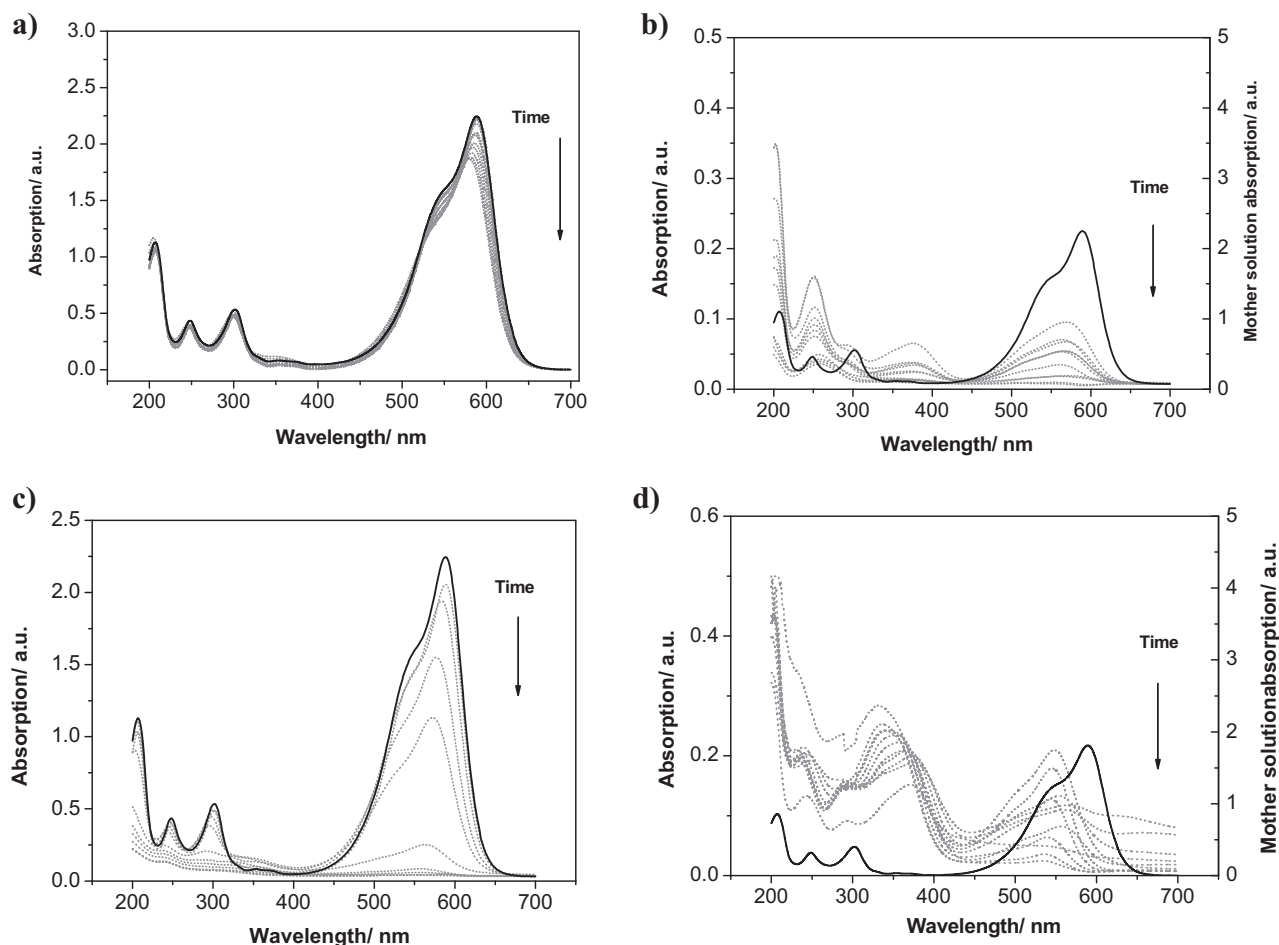 a)
3.0
2.5
2.0
1.5
1.0
0.5
0.0
Absorption/ a.u.
Time
200 300 400 500 600 700
Wavelength/ nm
b)
0.5
0.4
0.3
0.2
0.1
0.0
Absorption/ a.u.
Time
5
4
3
2
1
0
Mother solution absorption/ a.u.
200 300 400 500 600 700
Wavelength/ nm
c)
2.5
2.0
1.5
1.0
0.5
0.0
Absorption/ a.u.
Time
200 300 400 500 600 700
Wavelength/ nm
d)
0.6
0.4
0.2
0.0
Absorption/ a.u.
Time
5
4
3
2
1
0
Mother solutionabsorption/ a.u.
200 300 400 500 600 700
Wavelength/ nm